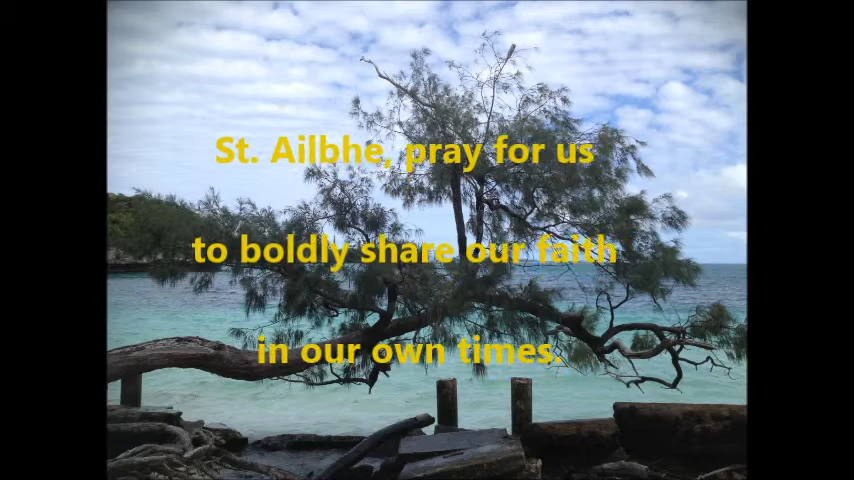 St. Ailbhe, pray for us
to boldly share our faith
in our own times.